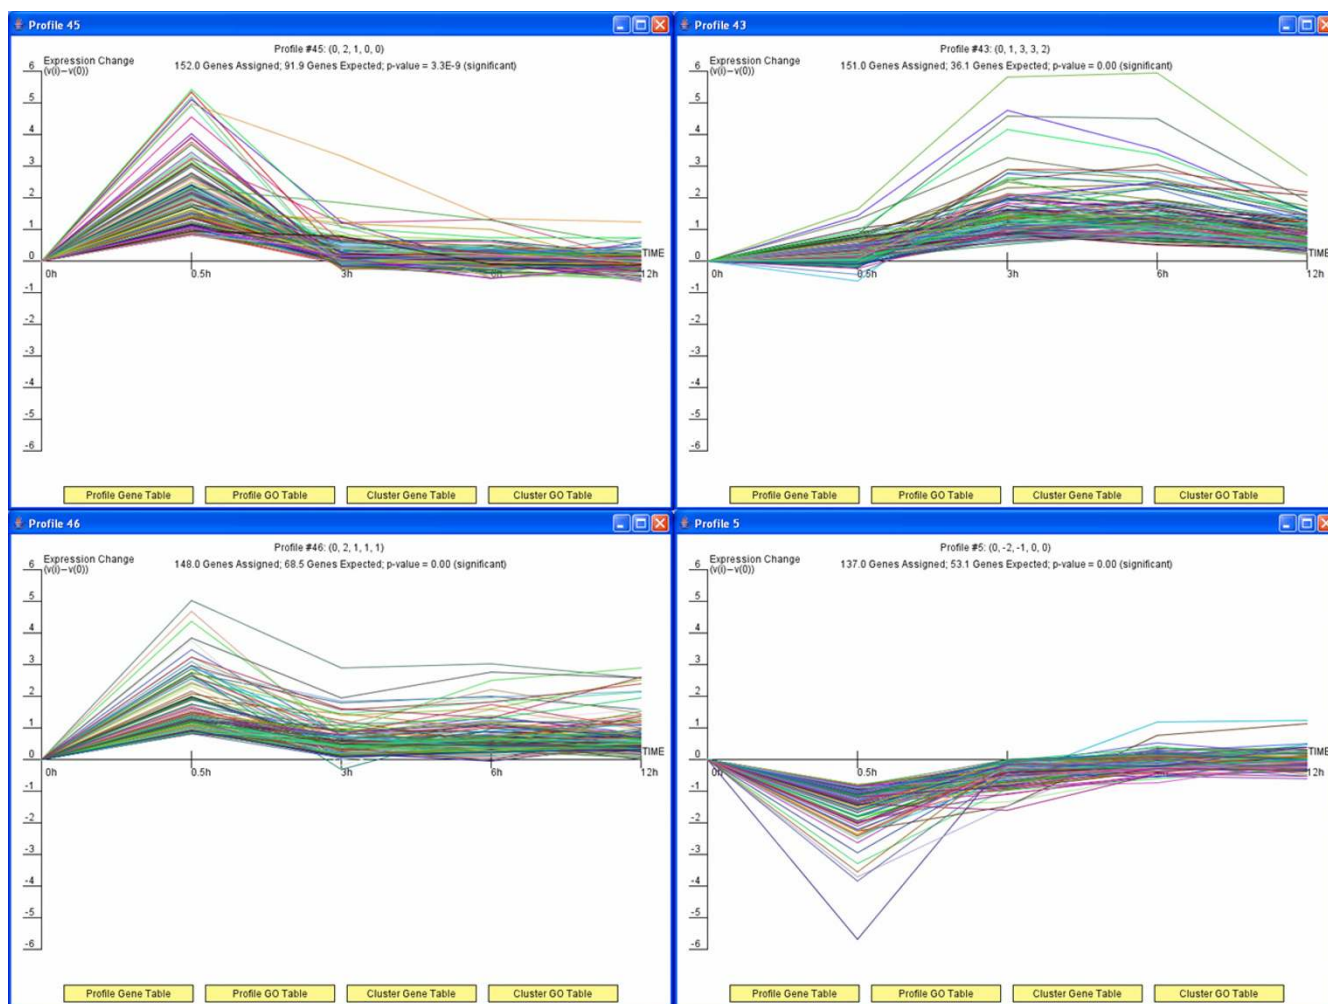 Profile 45
Profile #45: (0, 2, 1, 0, 0)
Expression Change
(v(i)-v(0))
152.0 Genes Assigned; 91.9 Genes Expected; p-value = 3.3E-9 (significant)
6
5
4
3
2
1
0
-1
-2
-3
-4
-5
-6
TIME
0h
0.5h
3h
6h
12h
Profile Gene Table
Profile GO Table
Cluster Gene Table
Cluster GO Table
Profile 43
Profile #43: (0, 1, 3, 3, 2)
Expression Change
(v(i)-v(0))
151.0 Genes Assigned; 36.1 Genes Expected; p-value = 0.00 (significant)
6
5
4
3
2
1
0
-1
-2
-3
-4
-5
-6
TIME
0h
0.5h
3h
6h
12h
Profile Gene Table
Profile GO Table
Cluster Gene Table
Cluster GO Table
Profile 46
Profile #46: (0, 2, 1, 1, 1)
Expression Change
(v(i)-v(0))
148.0 Genes Assigned; 68.5 Genes Expected; p-value = 0.00 (significant)
6
5
4
3
2
1
0
-1
-2
-3
-4
-5
-6
TIME
0h
0.5h
3h
6h
12h
Profile Gene Table
Profile GO Table
Cluster Gene Table
Cluster GO Table
Profile 5
Profile #5: (0, -2, -1, 0, 0)
Expression Change
(v(i)-v(0))
137.0 Genes Assigned; 53.1 Genes Expected; p-value = 0.00 (significant)
6
5
4
3
2
1
0
-1
-2
-3
-4
-5
-6
TIME
0h
0.5h
12h
Profile Gene Table
Profile GO Table
Cluster Gene Table
Cluster GO Table